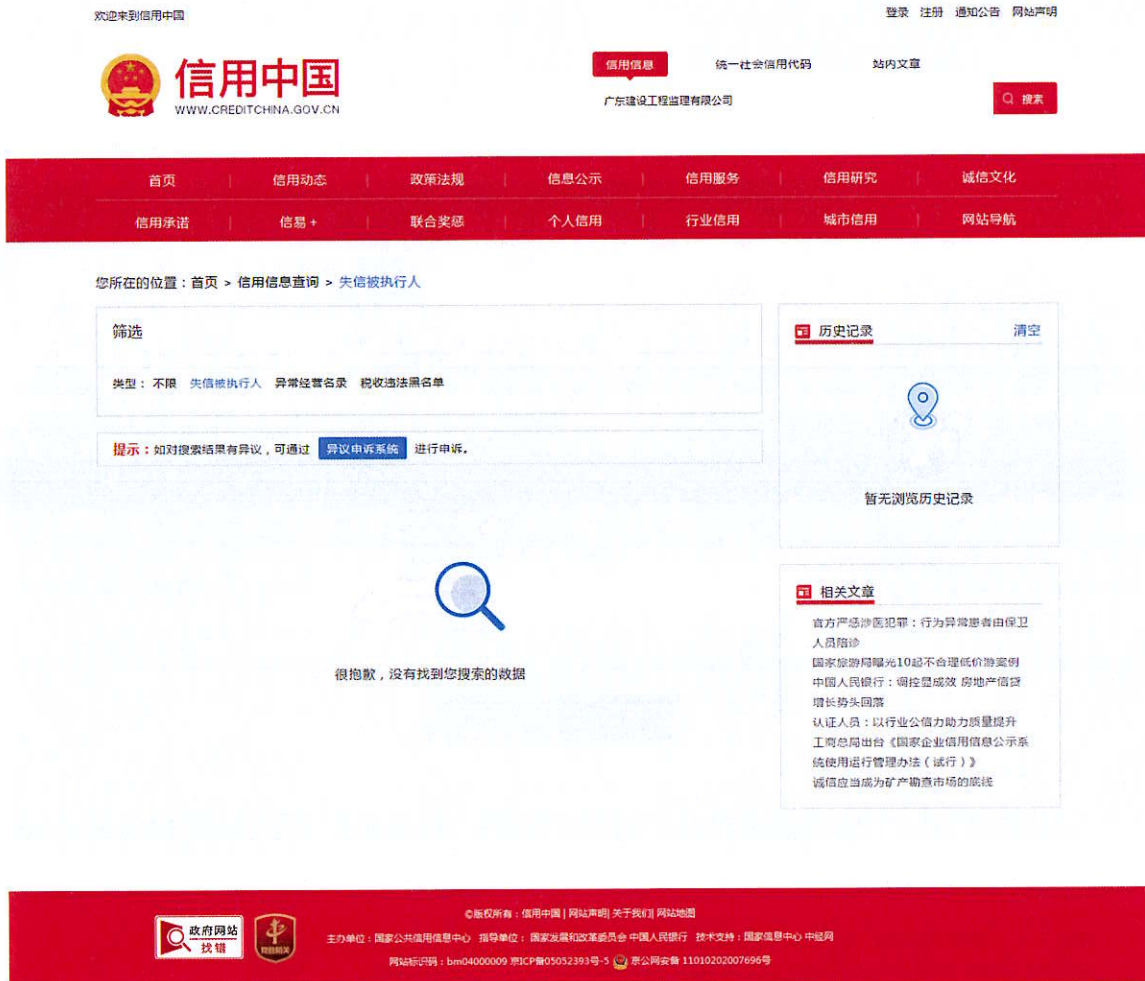 欢迎来到信用中国
登录 注册 通知公告 网站声明
信用中国
WWW.CREDITCHINA.GOV.CN
信用信息 统一社会信用代码 站内文章
广东建设工程监理有限公司
搜索
首页 信用动态 政策法规 信息公示 信用服务 信用研究 诚信文化
信用承诺 信易+ 联合奖惩 个人信用 行业信用 城市信用 网站导航
您所在的位置：首页 > 信用信息查询 > 失信被执行人
筛选
类型： 不限 失信被执行人 异常经营名录 税收违法黑名单
提示：如对搜索结果有异议，可通过 异议申诉系统 进行申诉。
很抱歉，没有找到您搜索的数据
历史记录 清空
暂无浏览历史记录
相关文章
官方严惩涉医犯罪：行为异常患者由保卫
人员陪诊
国家旅游局曝光10起不合理低价游案例
中国人民银行：调控显成效 房地产信贷
增长势头回落
认证人员：以行业公信力助力质量提升
工商总局出台《国家企业信用信息公示系
统使用运行管理办法（试行）》
诚信应当成为矿产勘查市场的底线
政府网站
找错
党政机关
©版权所有：信用中国 | 网站声明| 关于我们| 网站地图
主办单位：国家公共信用信息中心 指导单位： 国家发展和改革委员会 中国人民银行 技术支持：国家信息中心 中经网
网站标识码：bm04000009 京ICP备05052393号-5 京公网安备 11010202007696号